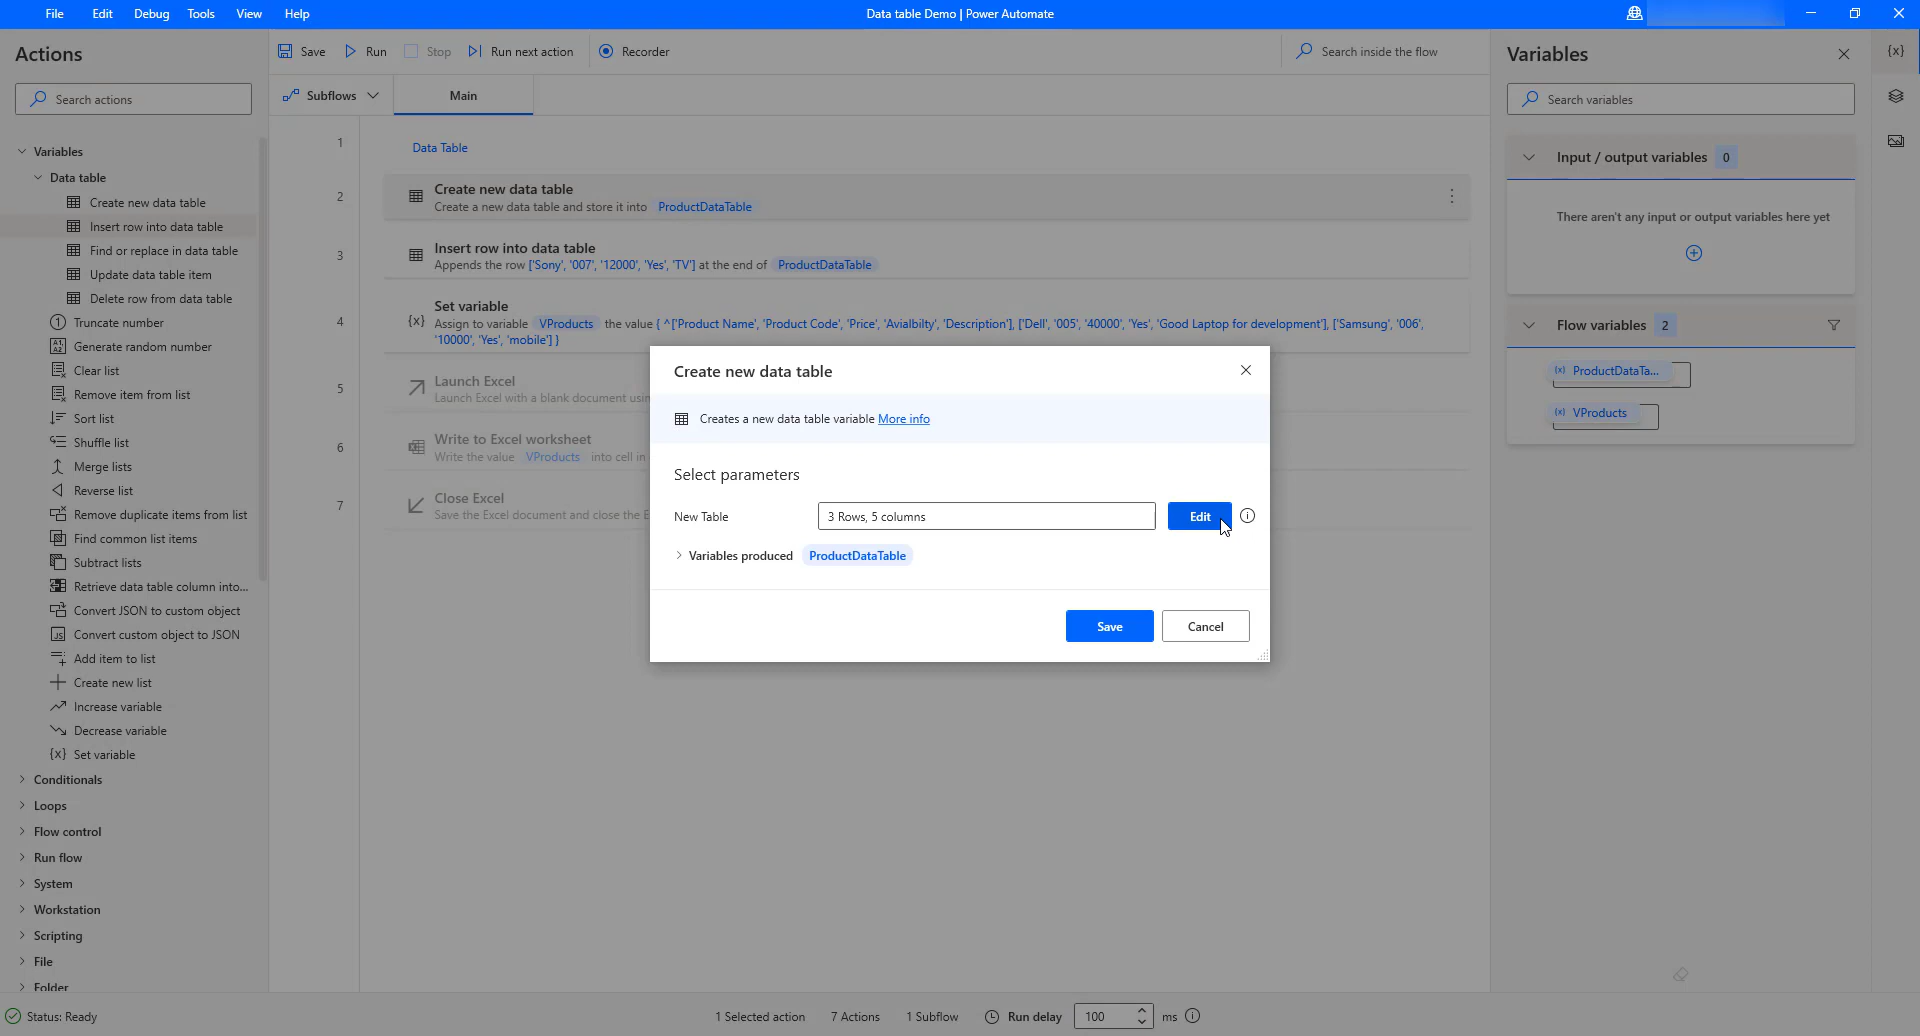 File Edit Debug Tools View Help
Data table Demo | Power Automate
Actions
Search actions
Variables
Data table
Create new data table
Insert row into data table
Find or replace in data table
Update data table item
Delete row from data table
Truncate number
Generate random number
Clear list
Remove item from list
Sort list
Shuffle list
Merge lists
Reverse list
Remove duplicate items from list
Find common list items
Subtract lists
Retrieve data table column into...
Convert JSON to custom object
Convert custom object to JSON
Add item to list
Create new list
Increase variable
Decrease variable
Set variable
Conditionals
Loops
Flow control
Run flow
System
Workstation
Scripting
File
Folder
Save Run Stop Run next action Recorder
Search inside the flow
Subflows Main
1 Data Table
2 Create new data table
Create a new data table and store it into ProductDataTable
3 Insert row into data table
Appends the row ['Sony', '007', '12000', 'Yes', 'TV'] at the end of ProductDataTable
4 Set variable
Assign to variable VProducts the value { ^['Product Name', 'Product Code', 'Price', 'Avialbilty', 'Description'], ['Dell', '005', '40000', 'Yes', 'Good Laptop for development'], ['Samsung', '006',
'10000', 'Yes', 'mobile'] }
5 Launch Excel
Launch Excel with a blank document
6 Write to Excel worksheet
Write the value VProducts into cell in
7 Close Excel
Save the Excel document and close the
Create new data table
Creates a new data table variable More info
Select parameters
New Table 3 Rows, 5 columns Edit
Variables produced ProductDataTable
Save Cancel
Variables
Search variables
Input / output variables 0
There aren't any input or output variables here yet
Flow variables 2
(x) ProductDataTa...
(x) VProducts
{x}
Status: Ready
1 Selected action 7 Actions 1 Subflow Run delay 100 ms